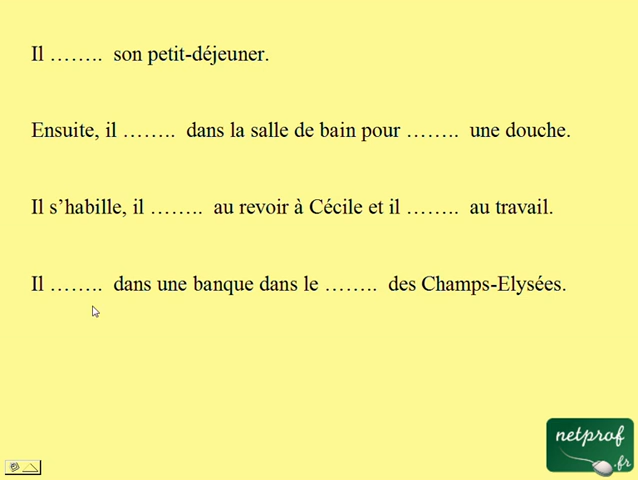 Il …….. son petit-déjeuner.
Ensuite, il …….. dans la salle de bain pour …….. une douche.
Il s’habille, il …….. au revoir à Cécile et il …….. au travail.
Il …….. dans une banque dans le …….. des Champs-Elysées.
netprof
.fr